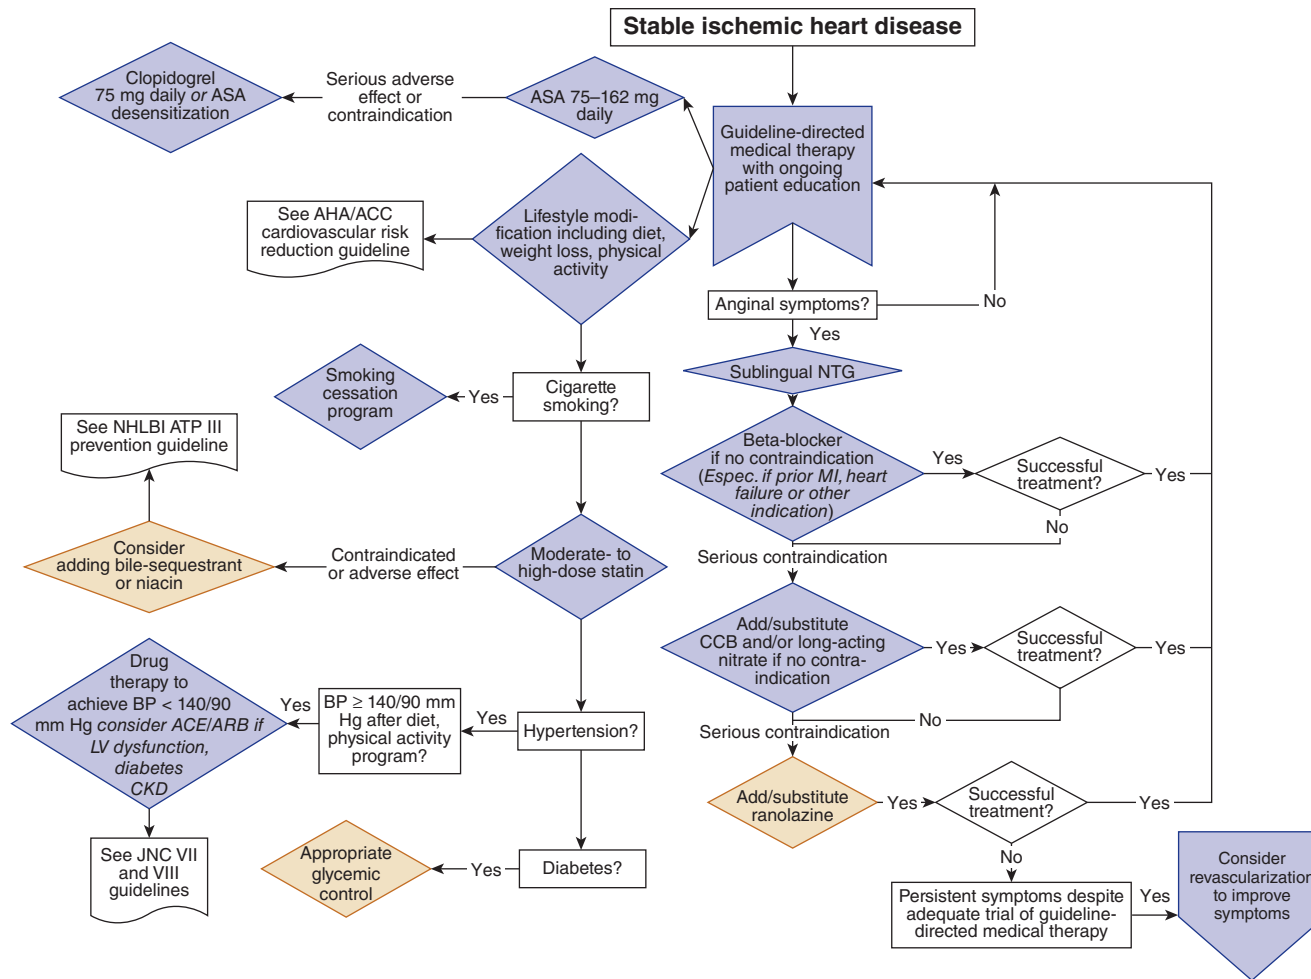 Stable ischemic heart disease
Clopidogrel
75 mg daily or ASA
desensitization
Serious adverse
effect or
contraindication
ASA 75–162 mg
daily
Guideline-directed
medical therapy
with ongoing
patient education
See AHA/ACC
cardiovascular risk
reduction guideline
Lifestyle modi-
fication including diet,
weight loss, physical
activity
Anginal symptoms?
No
Yes
Sublingual NTG
Smoking
cessation
program
Yes
Cigarette
smoking?
See NHLBI ATP III
prevention guideline
Beta-blocker
if no contraindication
(Espec. if prior MI, heart
failure or other
indication)
Yes
Successful
treatment?
Yes
No
Serious contraindication
Consider
adding bile-sequestrant
or niacin
Contraindicated
or adverse effect
Moderate- to
high-dose statin
Add/substitute
CCB and/or long-acting
nitrate if no contra-
indication
Yes
Successful
treatment?
Yes
No
Serious contraindication
Drug
therapy to
achieve BP < 140/90
mm Hg consider ACE/ARB if
LV dysfunction,
diabetes
CKD
Yes
BP ≥ 140/90 mm
Hg after diet,
physical activity
program?
Yes
Hypertension?
Add/substitute
ranolazine
Yes
Successful
treatment?
Yes
No
See JNC VII
and VIII
guidelines
Appropriate
glycemic
control
Yes
Diabetes?
Persistent symptoms despite
adequate trial of guideline-
directed medical therapy
Yes
Consider
revascularization
to improve
symptoms